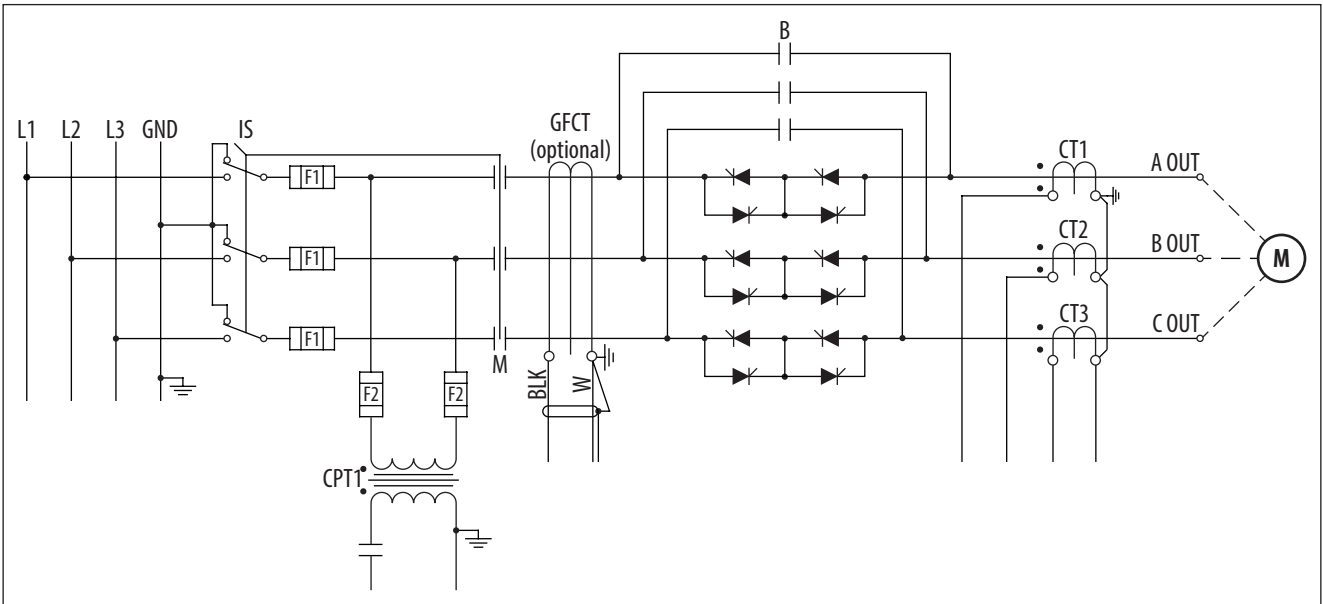 B
L1 L2 L3 GND IS
GFCT
(optional)
CT1
A OUT
F1
CT2
B OUT
F1
M
CT3
C OUT
F1
M
BLK
W
F2 F2
CPT1